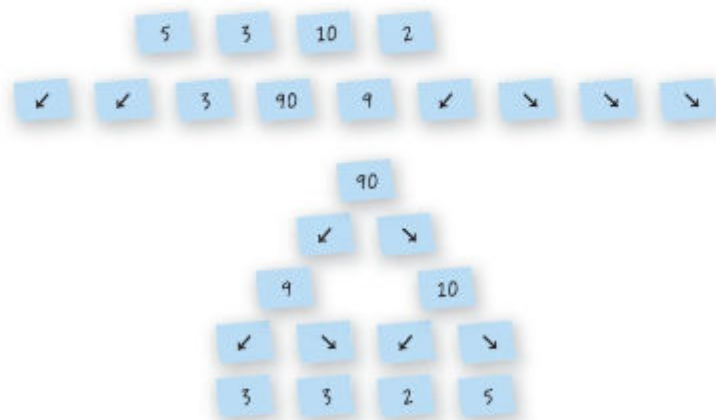 5 3 10 2
↙ ↙ 3 90 9 ↙ ↘ ↘ ↘
90
↙ ↘
9 10
↙ ↘ ↙ ↘
3 3 2 5